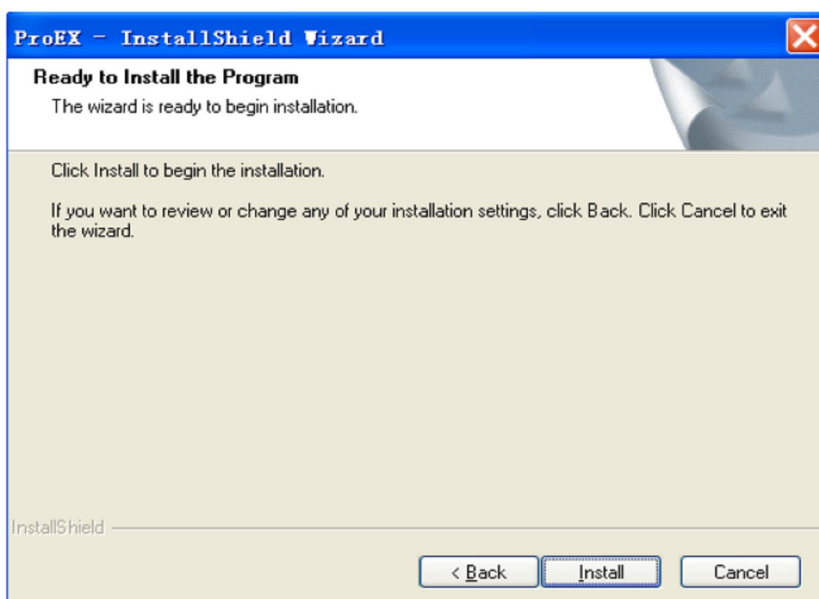 ProEX - InstallShield Wizard
Ready to Install the Program
The wizard is ready to begin installation.
Click Install to begin the installation.
If you want to review or change any of your installation settings, click Back. Click Cancel to exit
the wizard.
InstallShield
< Back
Install
Cancel